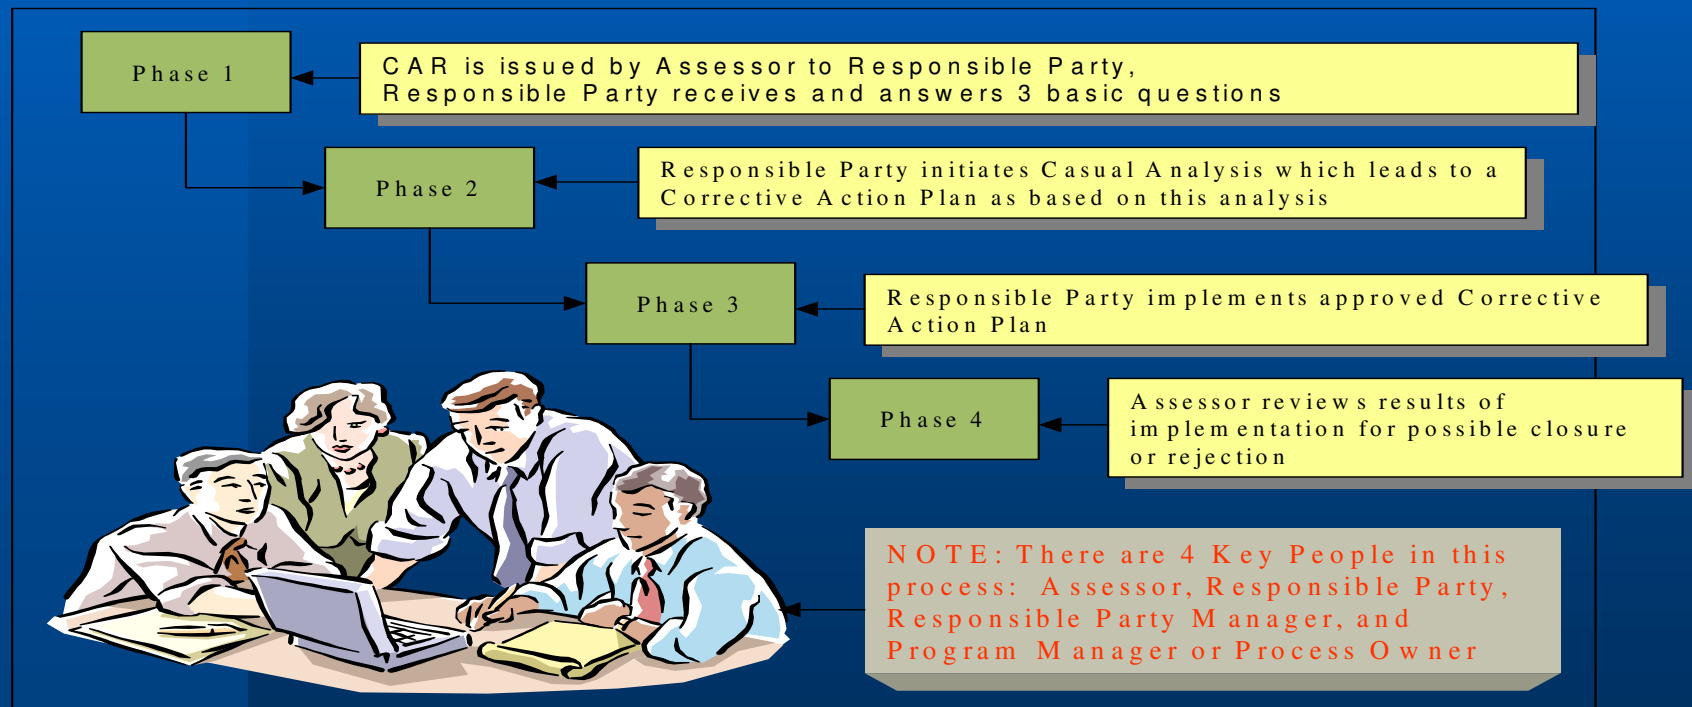 Phase 1
CAR is issued by Assessor to Responsible Party,
Responsible Party receives and answers 3 basic questions
Phase 2
Responsible Party initiates Casual Analysis which leads to a
Corrective Action Plan as based on this analysis
Phase 3
Responsible Party implements approved Corrective
Action Plan
Phase 4
Assessor reviews results of
implementation for possible closure
or rejection
NOTE: There are 4 Key People in this
process: Assessor, Responsible Party,
Responsible Party Manager, and
Program Manager or Process Owner